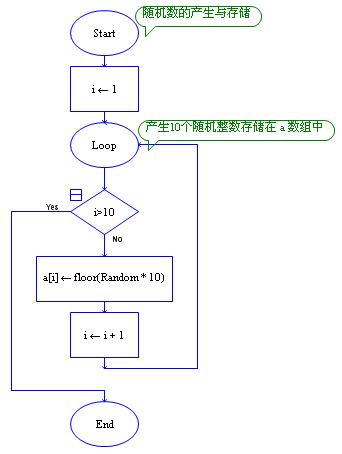 随机数的产生与存储
Start
i ← 1
产生10个随机整数存储在 a 数组中
Loop
i>10
Yes
No
a[i] ← floor(Random * 10)
i ← i + 1
End